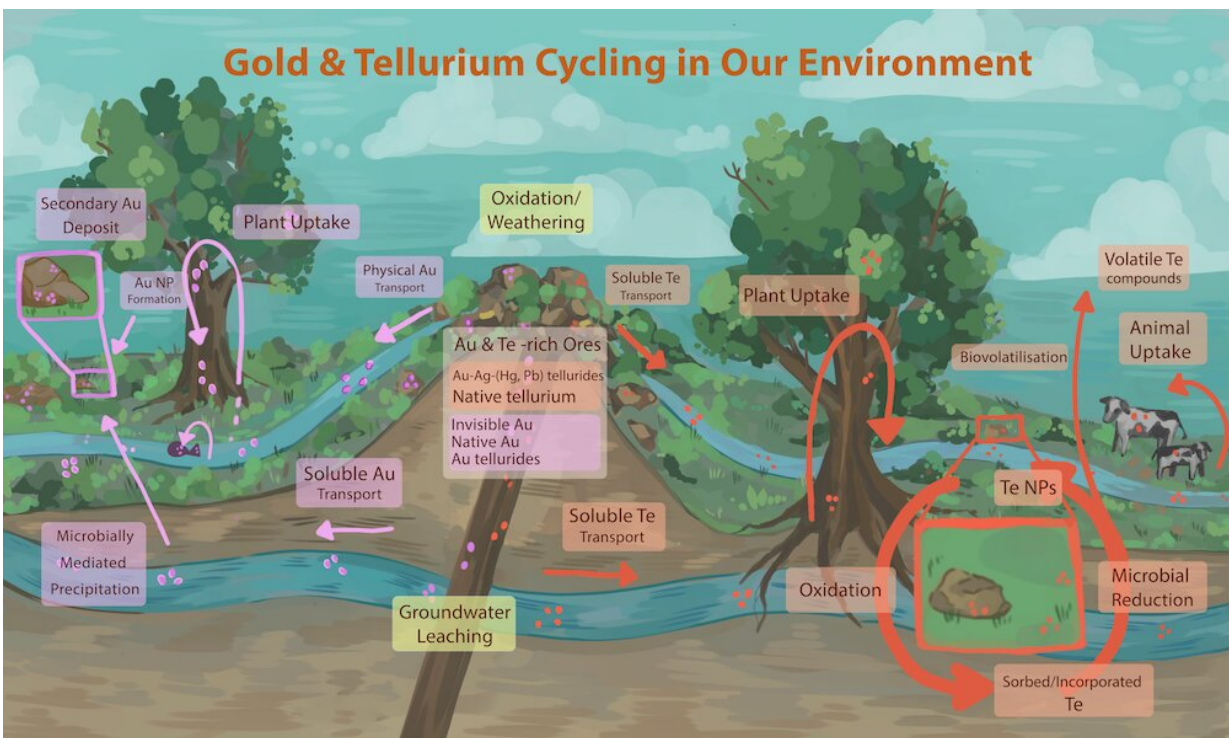 Gold & Tellurium Cycling in Our Environment
Secondary Au
Deposit
Plant Uptake
Au NP
Formation
Physical Au
Transport
Oxidation/
Weathering
Soluble Te
Transport
Plant Uptake
Volatile Te
compounds
Animal
Uptake
Biovolatilisation
Au & Te -rich Ores
Au-Ag-(Hg, Pb) tellurides
Native tellurium
Invisible Au
Native Au
Au tellurides
Soluble Au
Transport
Soluble Te
Transport
Te NPs
Microbially
Mediated
Precipitation
Groundwater
Leaching
Oxidation
Microbial
Reduction
Sorbed/Incorporated
Te